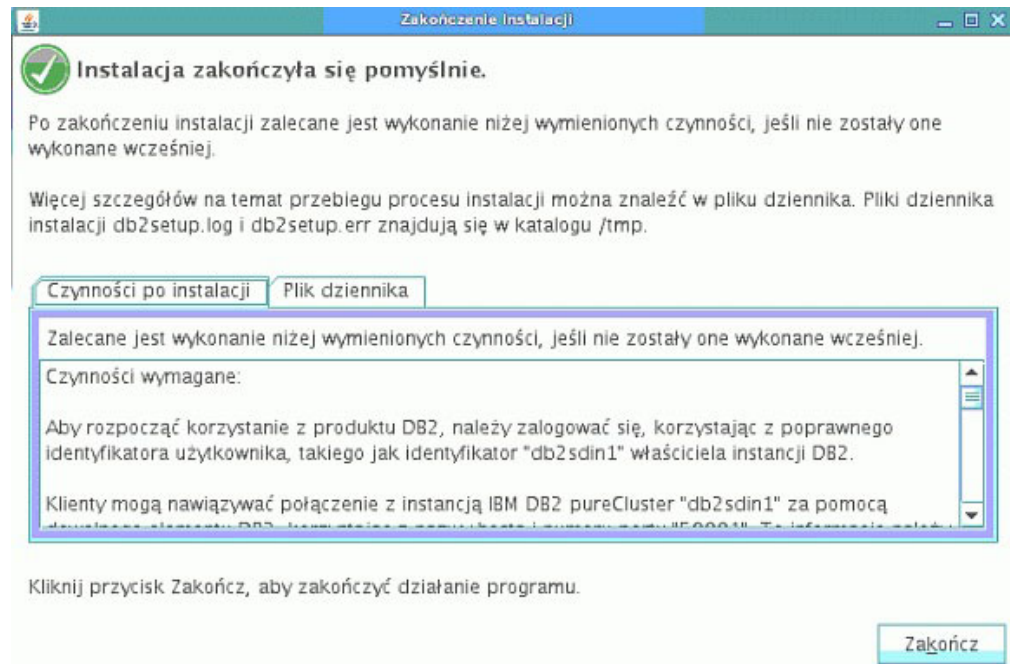 Zakończenie instalacji
Instalacja zakończyła się pomyślnie.
Po zakończeniu instalacji zalecane jest wykonanie niżej wymienionych czynności, jeśli nie zostały one
wykonane wcześniej.
Więcej szczegółów na temat przebiegu procesu instalacji można znaleźć w pliku dziennika. Pliki dziennika
instalacji db2setup.log i db2setup.err znajdują się w katalogu /tmp.
Czynności po instalacji
Plik dziennika
Zalecane jest wykonanie niżej wymienionych czynności, jeśli nie zostały one wykonane wcześniej.
Czynności wymagane:
Aby rozpocząć korzystanie z produktu DB2, należy zalogować się, korzystając z poprawnego
identyfikatora użytkownika, takiego jak identyfikator "db2sdin1" właściciela instancji DB2.
Klienty mogą nawiązywać połączenie z instancją IBM DB2 pureCluster "db2sdin1" za pomocą
Kliknij przycisk Zakończ, aby zakończyć działanie programu.
Zakończ